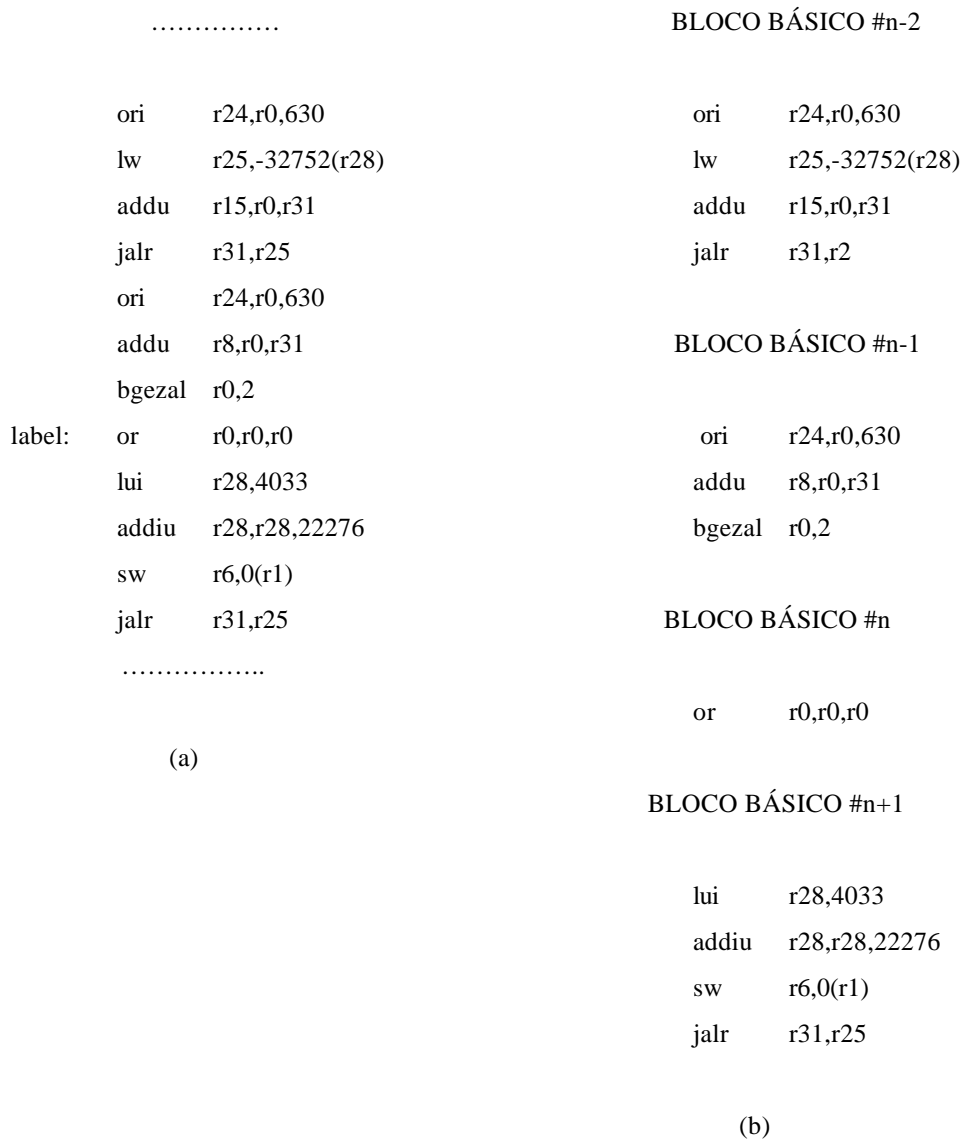 ……………
ori r24,r0,630
lw r25,-32752(r28)
addu r15,r0,r31
jalr r31,r25
ori r24,r0,630
addu r8,r0,r31
bgezal r0,2
label: or r0,r0,r0
lui r28,4033
addiu r28,r28,22276
sw r6,0(r1)
jalr r31,r25
……………..
(a)
BLOCO BÁSICO #n-2
ori r24,r0,630
lw r25,-32752(r28)
addu r15,r0,r31
jalr r31,r2
BLOCO BÁSICO #n-1
ori r24,r0,630
addu r8,r0,r31
bgezal r0,2
BLOCO BÁSICO #n
or r0,r0,r0
BLOCO BÁSICO #n+1
lui r28,4033
addiu r28,r28,22276
sw r6,0(r1)
jalr r31,r25
(b)